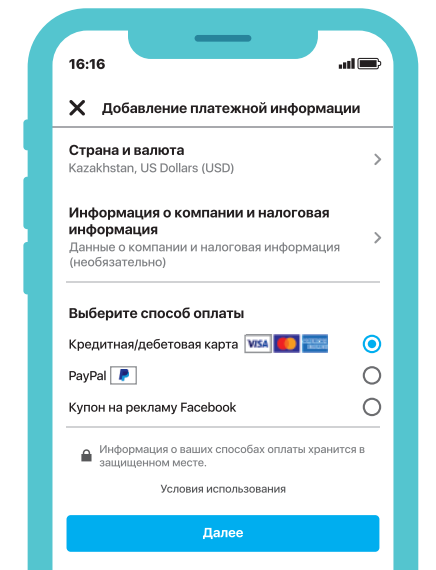 16:16
Добавление платежной информации
Страна и валюта
Kazakhstan, US Dollars (USD)
Информация о компании и налоговая
информация
Данные о компании и налоговая информация
(необязательно)
Выберите способ оплаты
Кредитная/дебетовая карта VISA
PayPal
Купон на рекламу Facebook
Информация о ваших способах оплаты хранится в
защищенном месте.
Условия использования
Далее